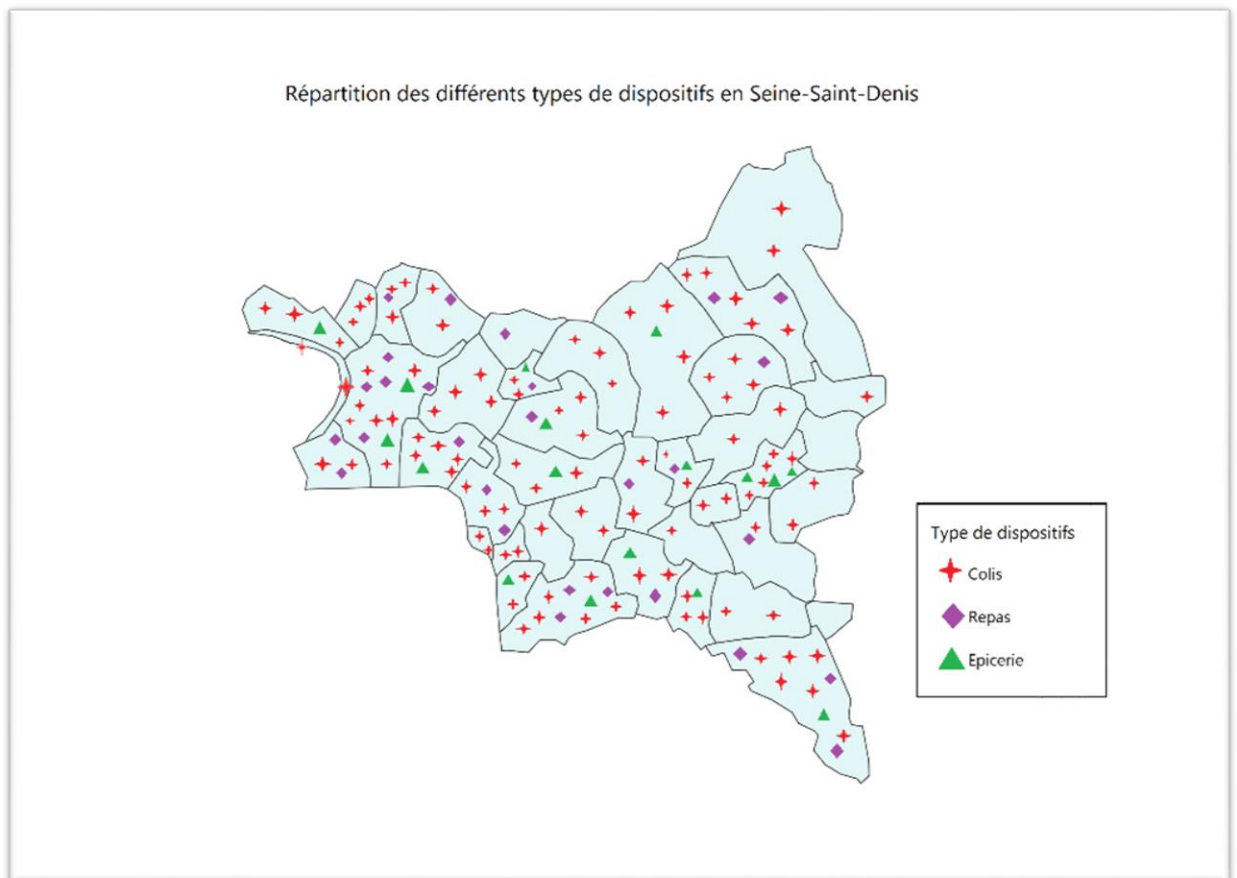 Répartition des différents types de dispositifs en Seine-Saint-Denis
Type de dispositifs
Colis
Repas
Epicerie